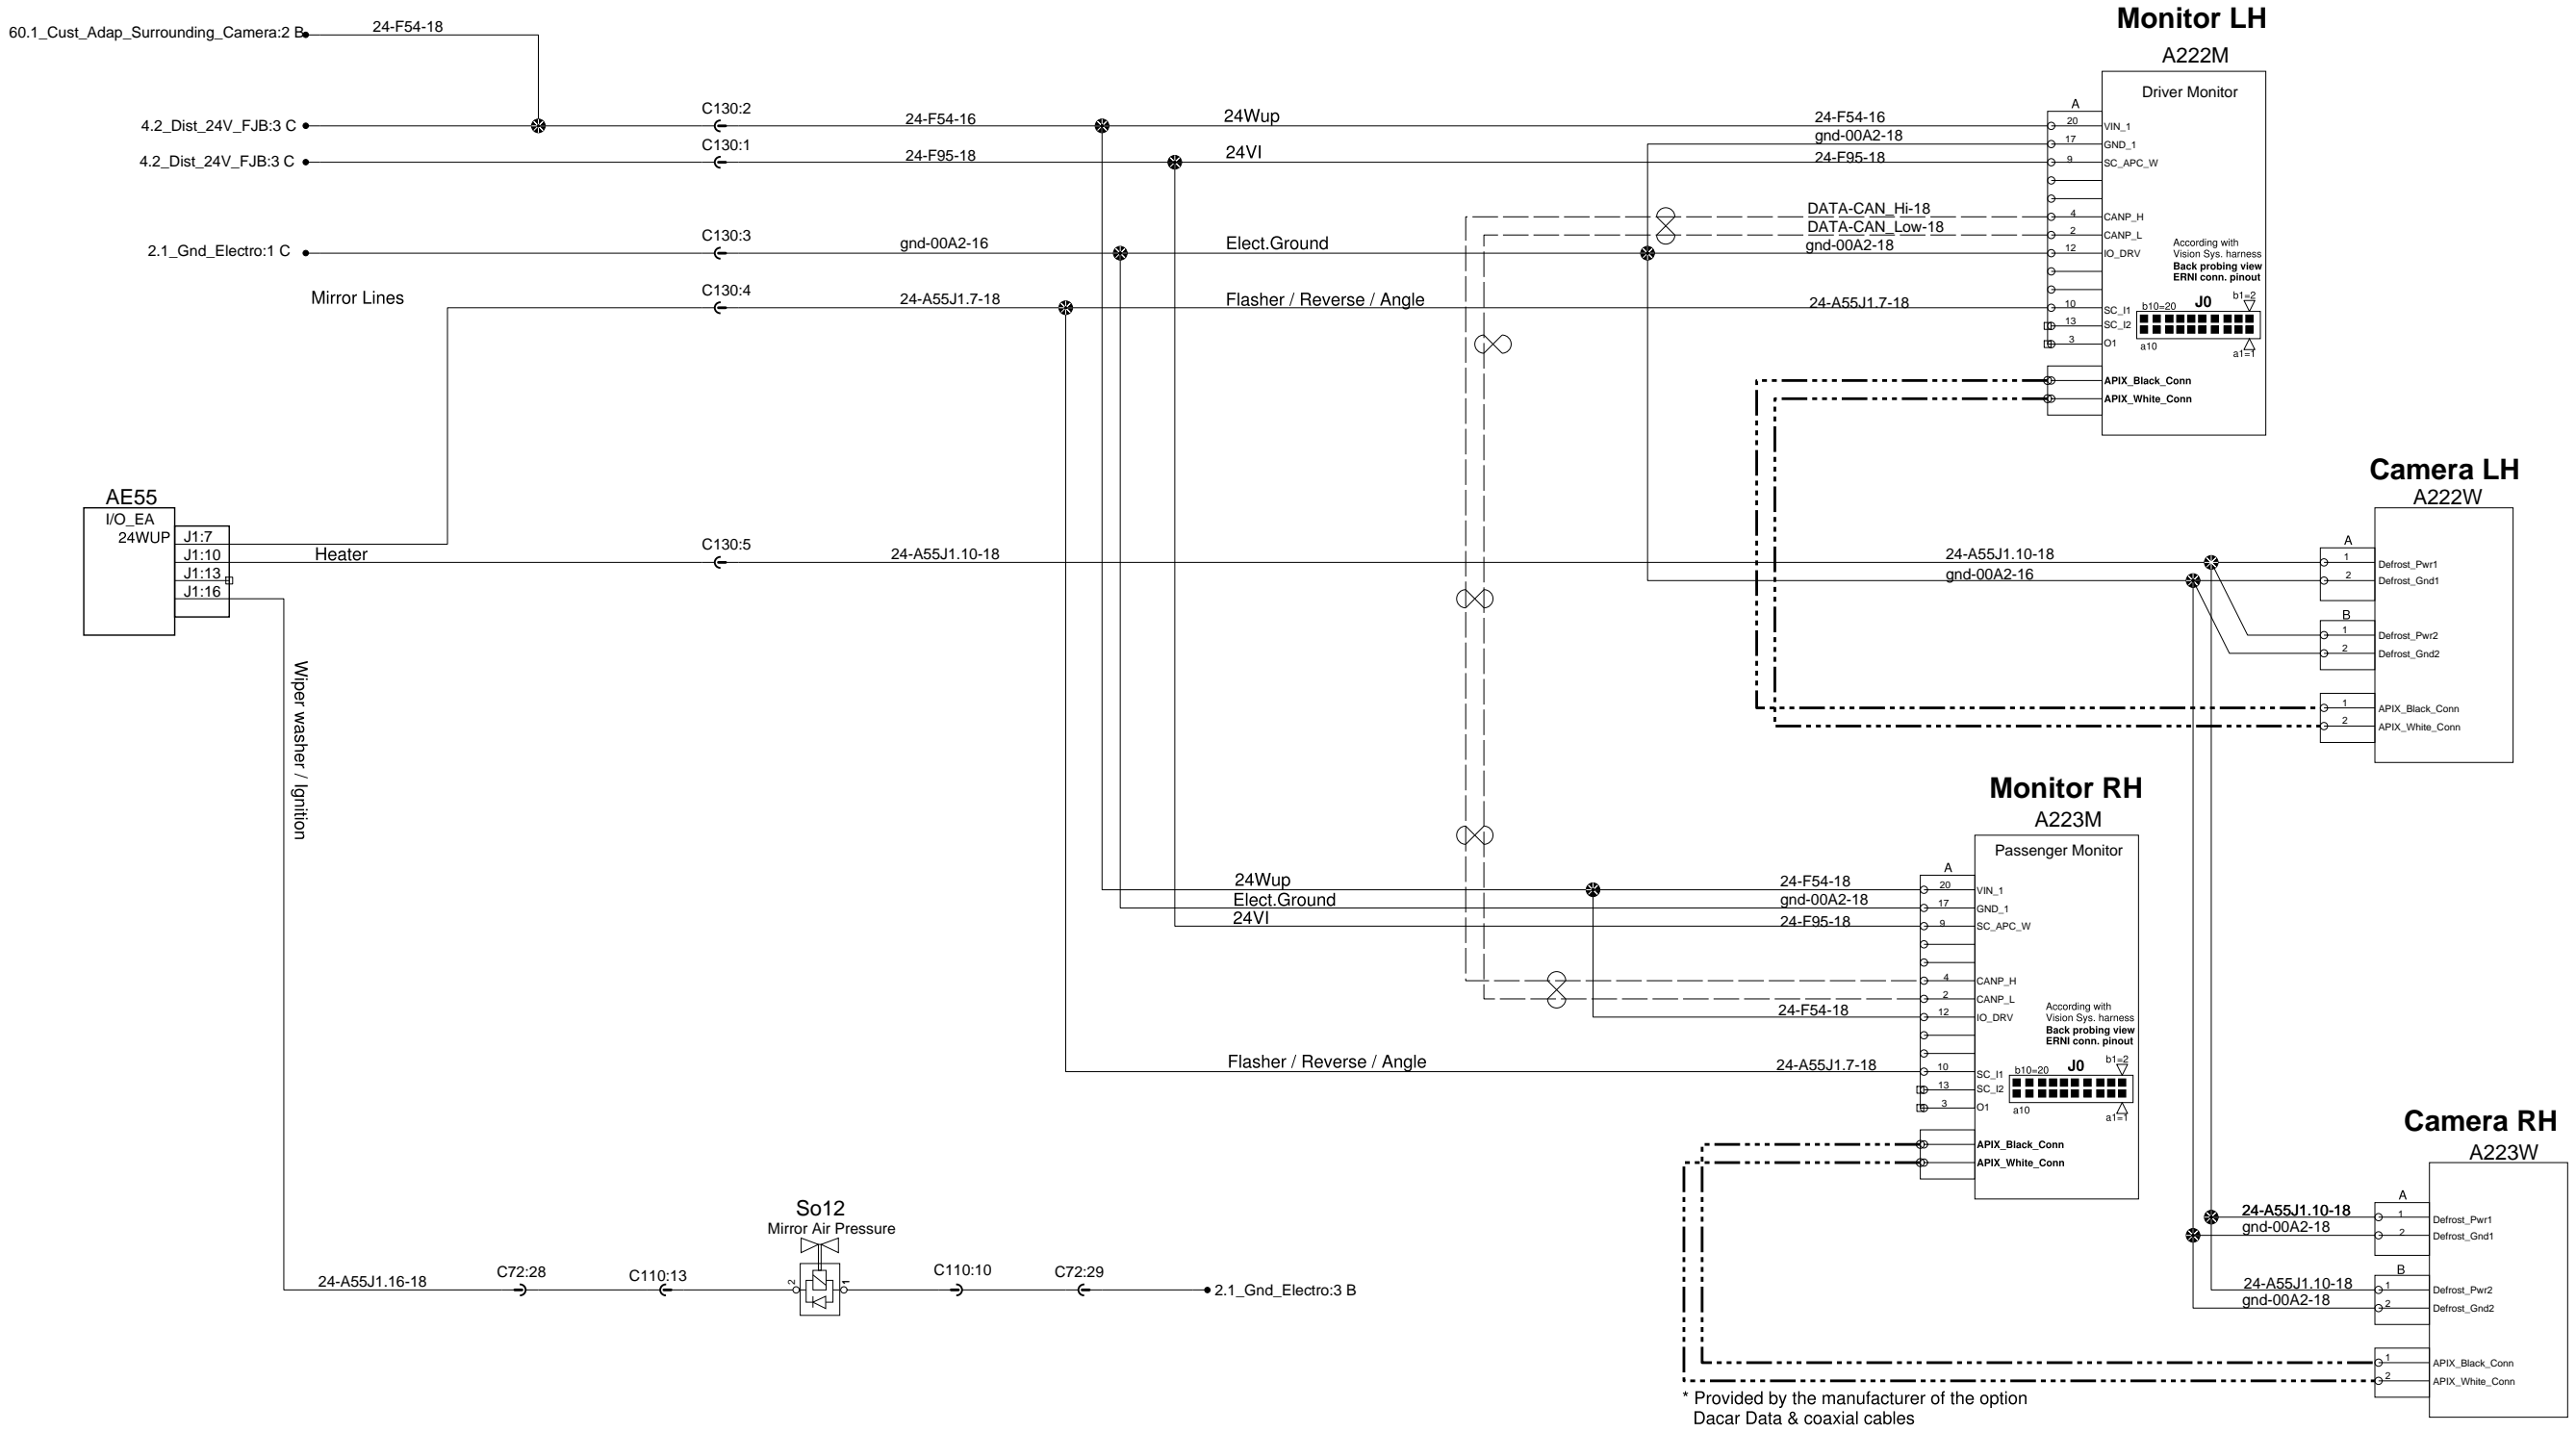 Monitor LH
A222M
Driver Monitor
60.1_Cust_Adap_Surrounding_Camera:2 B
24-F54-18
4.2_Dist_24V_FJB:3 C
C130:2
24-F54-16
24Wup
24-F54-16
gnd-00A2-18
4.2_Dist_24V_FJB:3 C
C130:1
24-F95-18
24VI
24-F95-18
DATA-CAN_Hi-18
DATA-CAN_Low-18
2.1_Gnd_Electro:1 C
C130:3
gnd-00A2-16
Elect.Ground
gnd-00A2-18
Mirror Lines
C130:4
24-A55J1.7-18
Flasher / Reverse / Angle
24-A55J1.7-18
A
20 VIN_1
17 GND_1
9 SC_APC_W
4 CANP_H
2 CANP_L
12 IO_DRV
10 SC_I1
13 SC_I2
3 O1
According with
Vision Sys. harness
Back probing view
ERNI conn. pinout
b10=20 J0 b1=2
a10 a1=1
APIX_Black_Conn
APIX_White_Conn
Camera LH
A222W
AE55
I/O_EA
24WUP
J1:7
J1:10
J1:13
J1:16
Heater
C130:5
24-A55J1.10-18
24-A55J1.10-18
gnd-00A2-16
A
1 Defrost_Pwr1
2 Defrost_Gnd1
B
1 Defrost_Pwr2
2 Defrost_Gnd2
1 APIX_Black_Conn
2 APIX_White_Conn
Wiper washer / Ignition
Monitor RH
A223M
Passenger Monitor
24Wup
24-F54-18
Elect.Ground
gnd-00A2-18
24VI
24-F95-18
24-F54-18
Flasher / Reverse / Angle
24-A55J1.7-18
A
20 VIN_1
17 GND_1
9 SC_APC_W
4 CANP_H
2 CANP_L
12 IO_DRV
10 SC_I1
13 SC_I2
3 O1
According with
Vision Sys. harness
Back probing view
ERNI conn. pinout
b10=20 J0 b1=2
a10 a1=1
APIX_Black_Conn
APIX_White_Conn
Camera RH
A223W
24-A55J1.10-18
gnd-00A2-18
24-A55J1.10-18
gnd-00A2-18
A
1 Defrost_Pwr1
2 Defrost_Gnd1
B
1 Defrost_Pwr2
2 Defrost_Gnd2
1 APIX_Black_Conn
2 APIX_White_Conn
So12
Mirror Air Pressure
24-A55J1.16-18
C72:28
C110:13
2
1
C110:10
C72:29
2.1_Gnd_Electro:3 B
* Provided by the manufacturer of the option
Dacar Data & coaxial cables